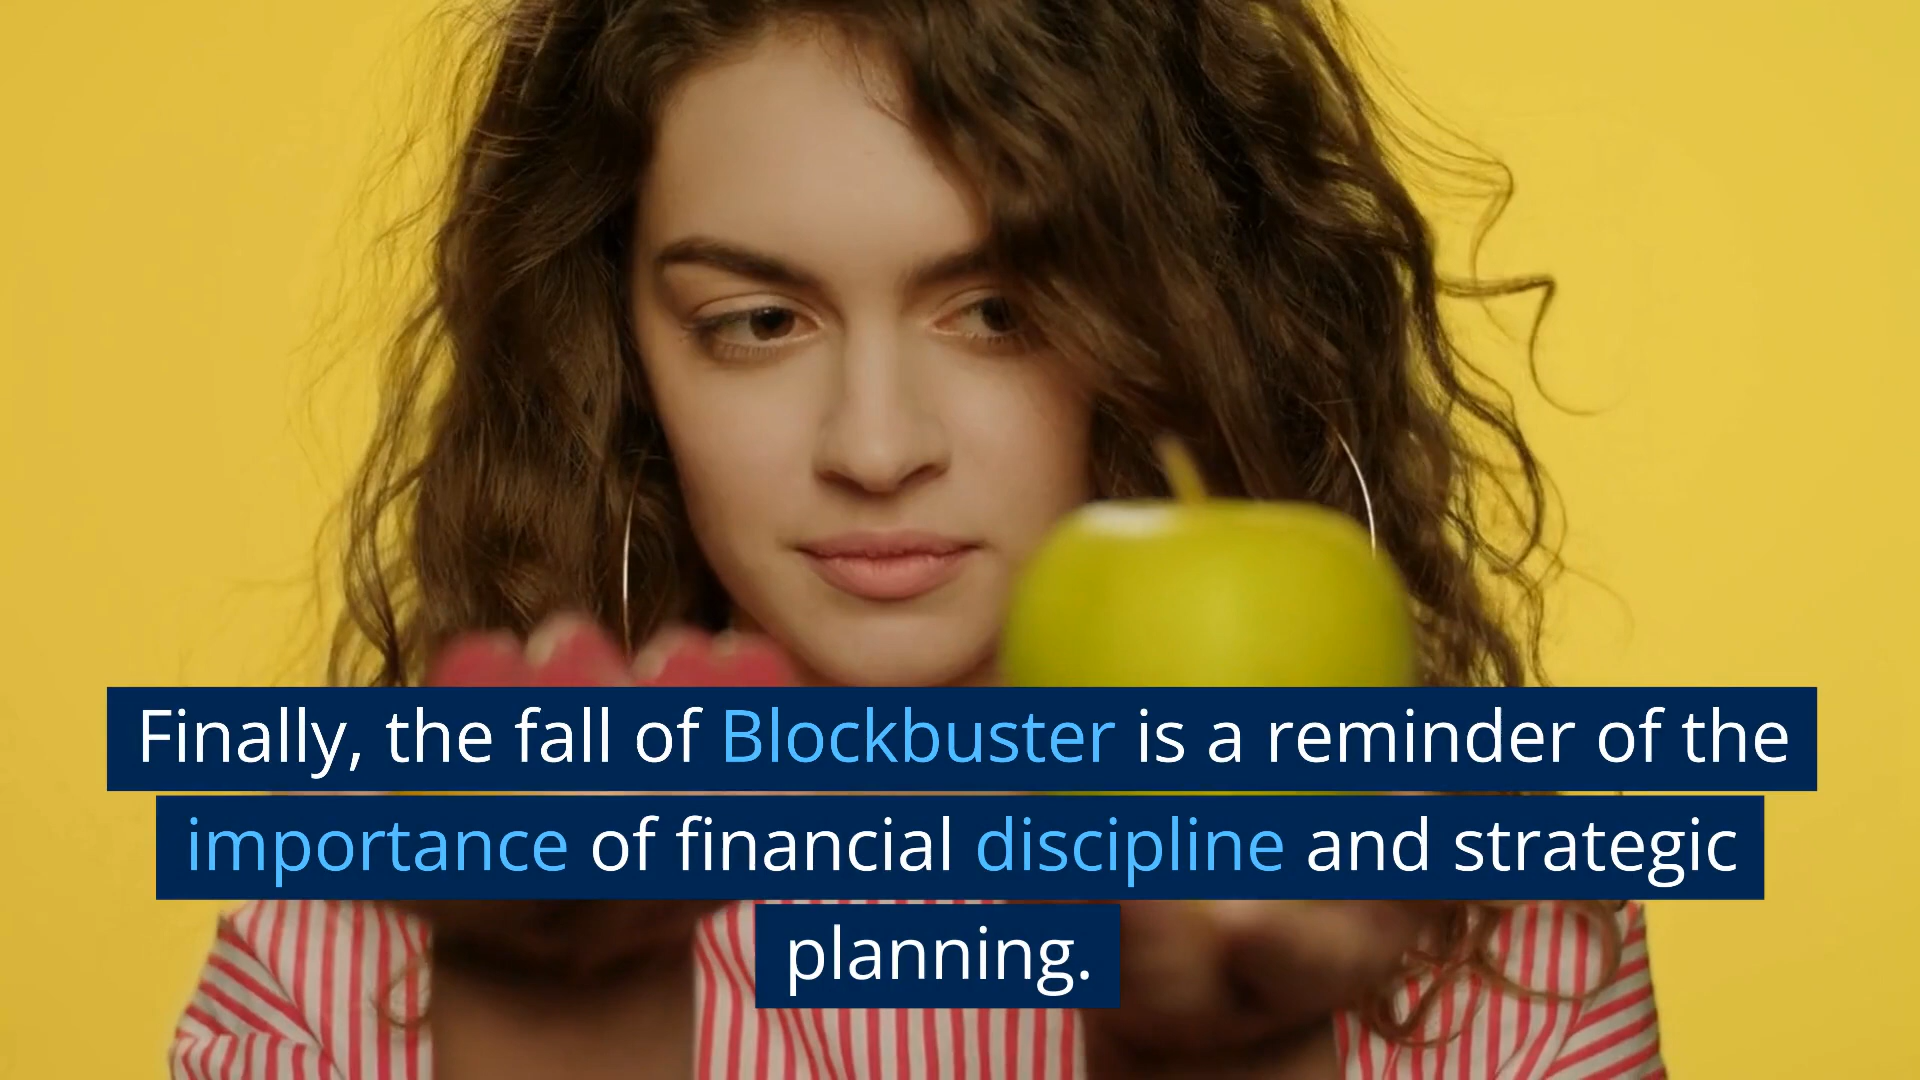 Finally, the fall of Blockbuster is a reminder of the
importance of financial discipline and strategic
planning.